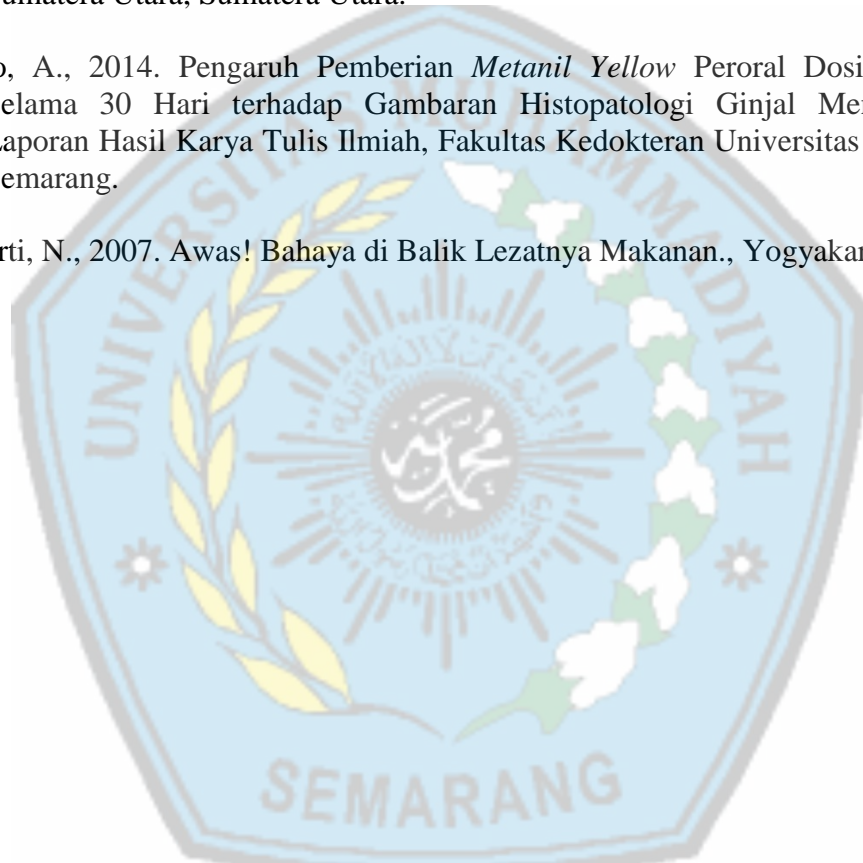 umatera Utara, Sumatera Utara.
o, A., 2014. Pengaruh Pemberian Metanil Yellow Peroral Dosi
elama 30 Hari terhadap Gambaran Histopatologi Ginjal Me
Laporan Hasil Karya Tulis Ilmiah, Fakultas Kedokteran Universitas
emarang.
rti, N., 2007. Awas! Bahaya di Balik Lezatnya Makanan., Yogyakar
UNIVERSITAS MUHAMMADIYAH
SEMARANG